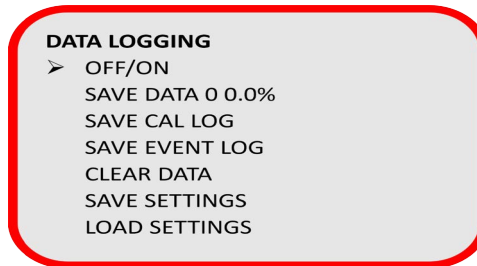 DATA LOGGING
➢ OFF/ON
SAVE DATA 0 0.0%
SAVE CAL LOG
SAVE EVENT LOG
CLEAR DATA
SAVE SETTINGS
LOAD SETTINGS